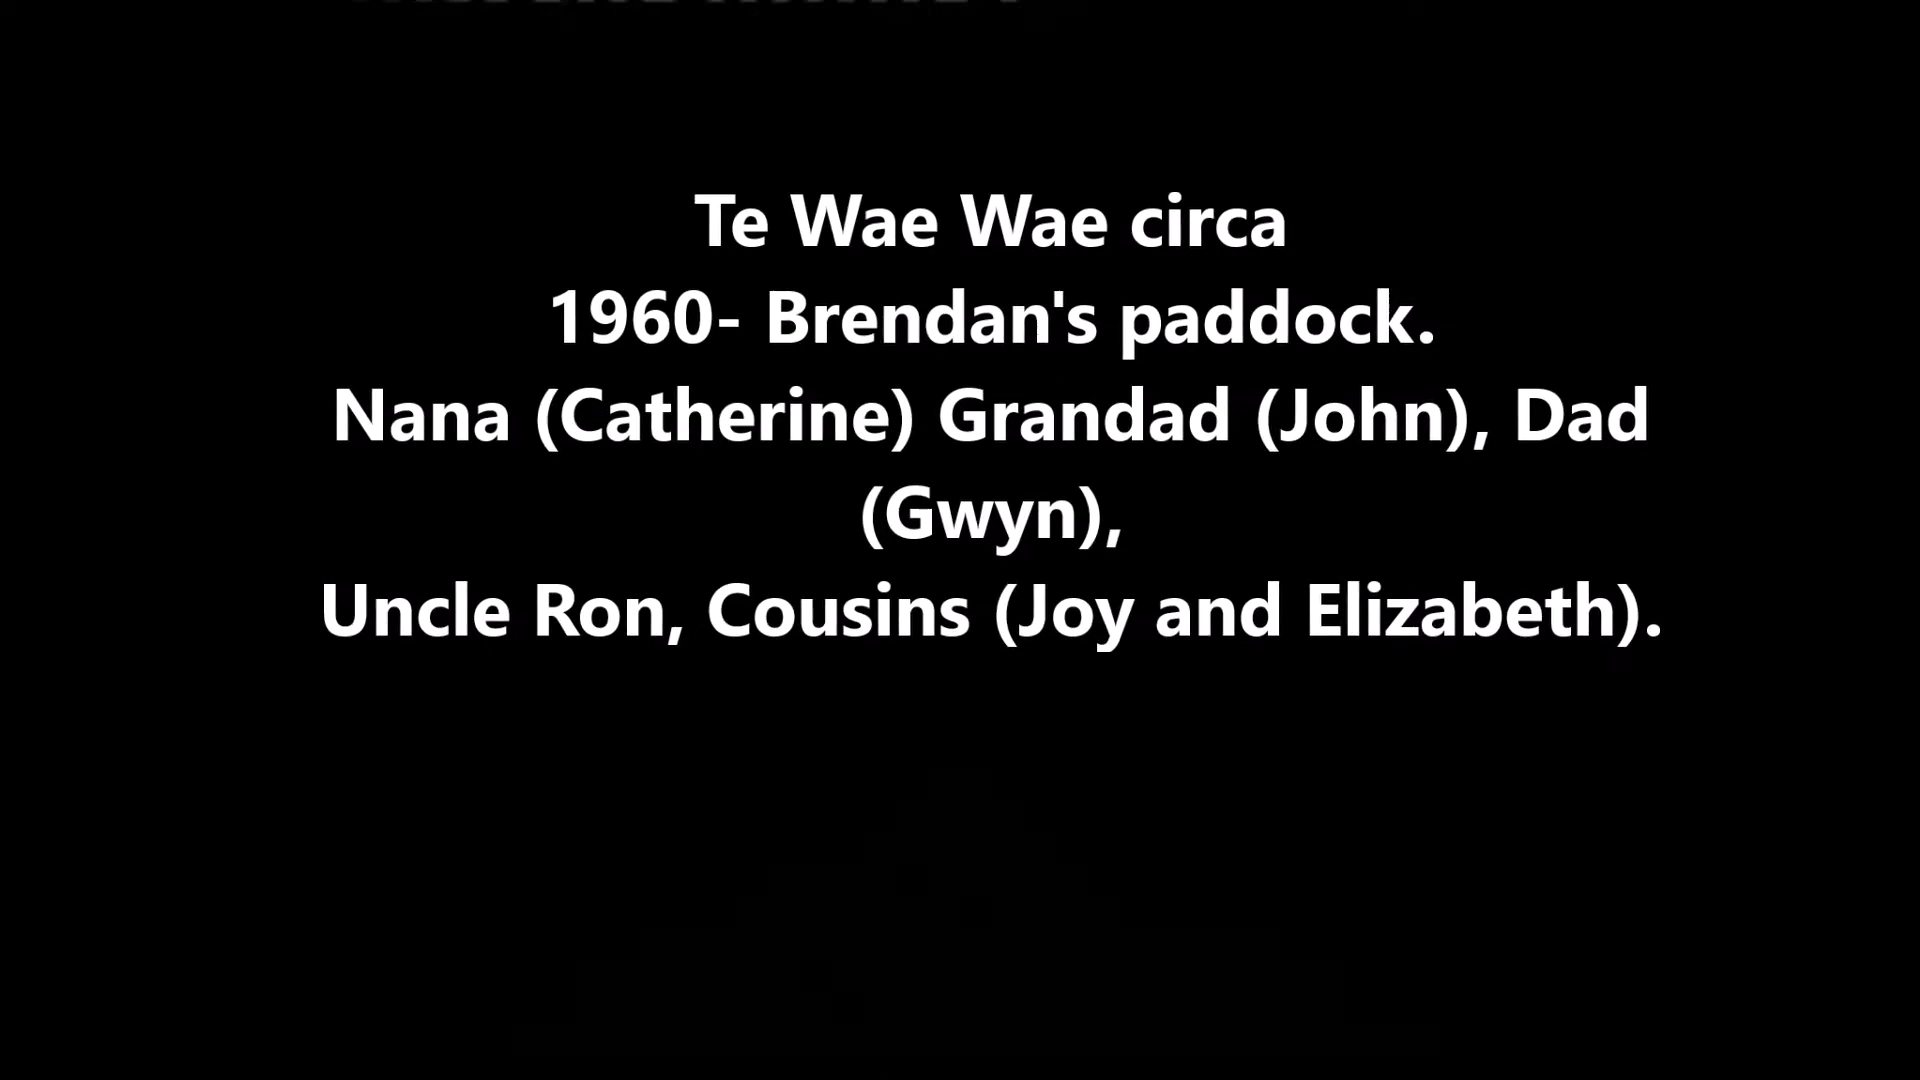 Te Wae Wae circa
1960- Brendan's paddock.
Nana (Catherine) Grandad (John), Dad
(Gwyn),
Uncle Ron, Cousins (Joy and Elizabeth).